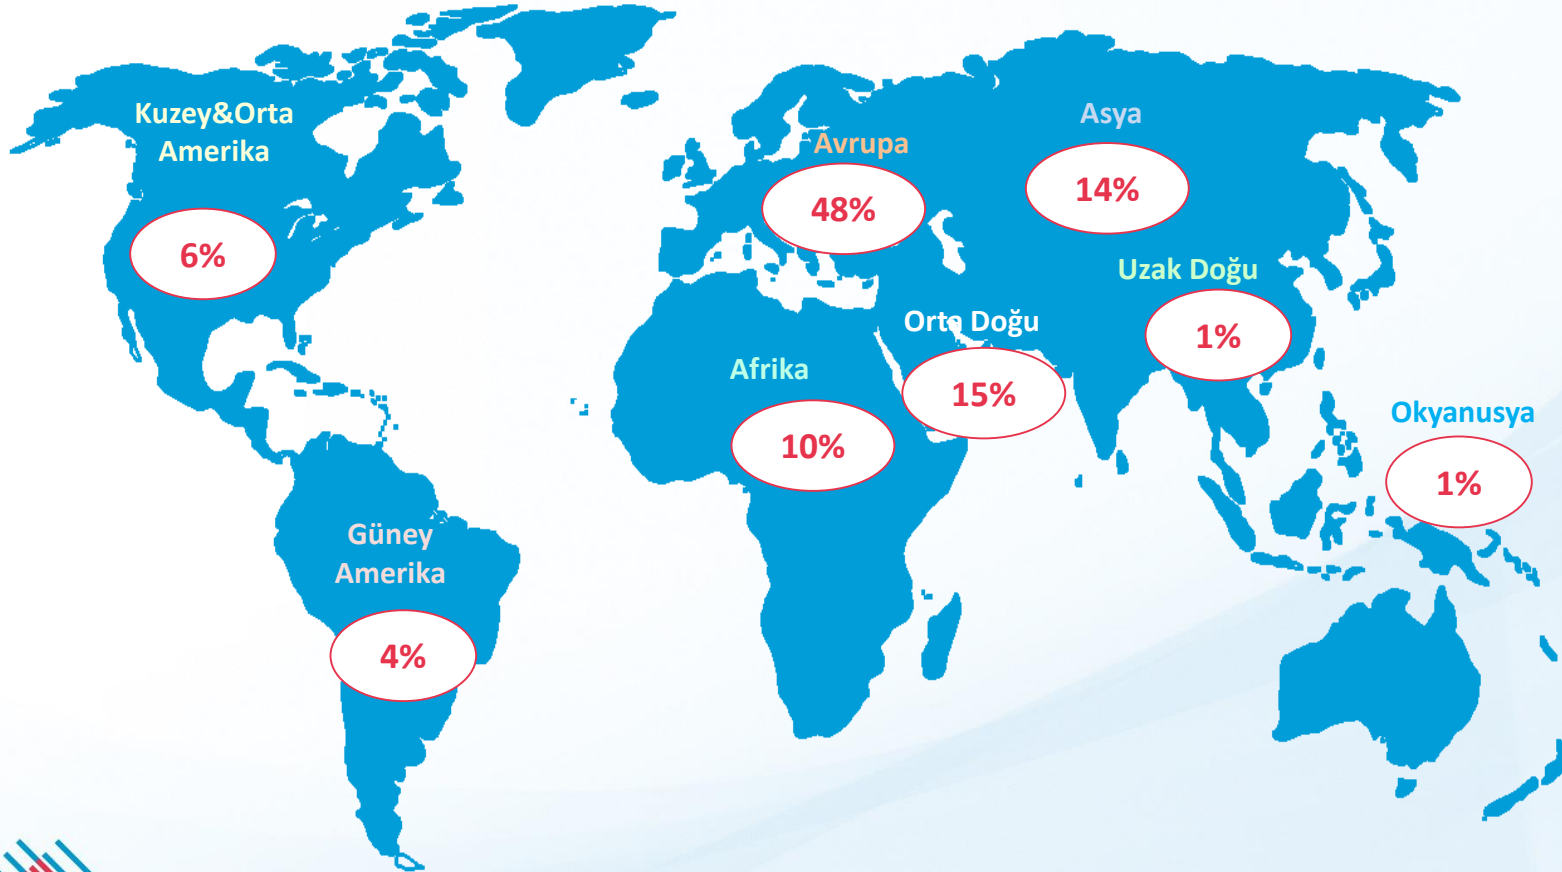 Kuzey&Orta
Amerika
6%
Avrupa
48%
Asya
14%
Uzak Doğu
1%
Orta Doğu
15%
Afrika
10%
Okyanusya
1%
Güney
Amerika
4%